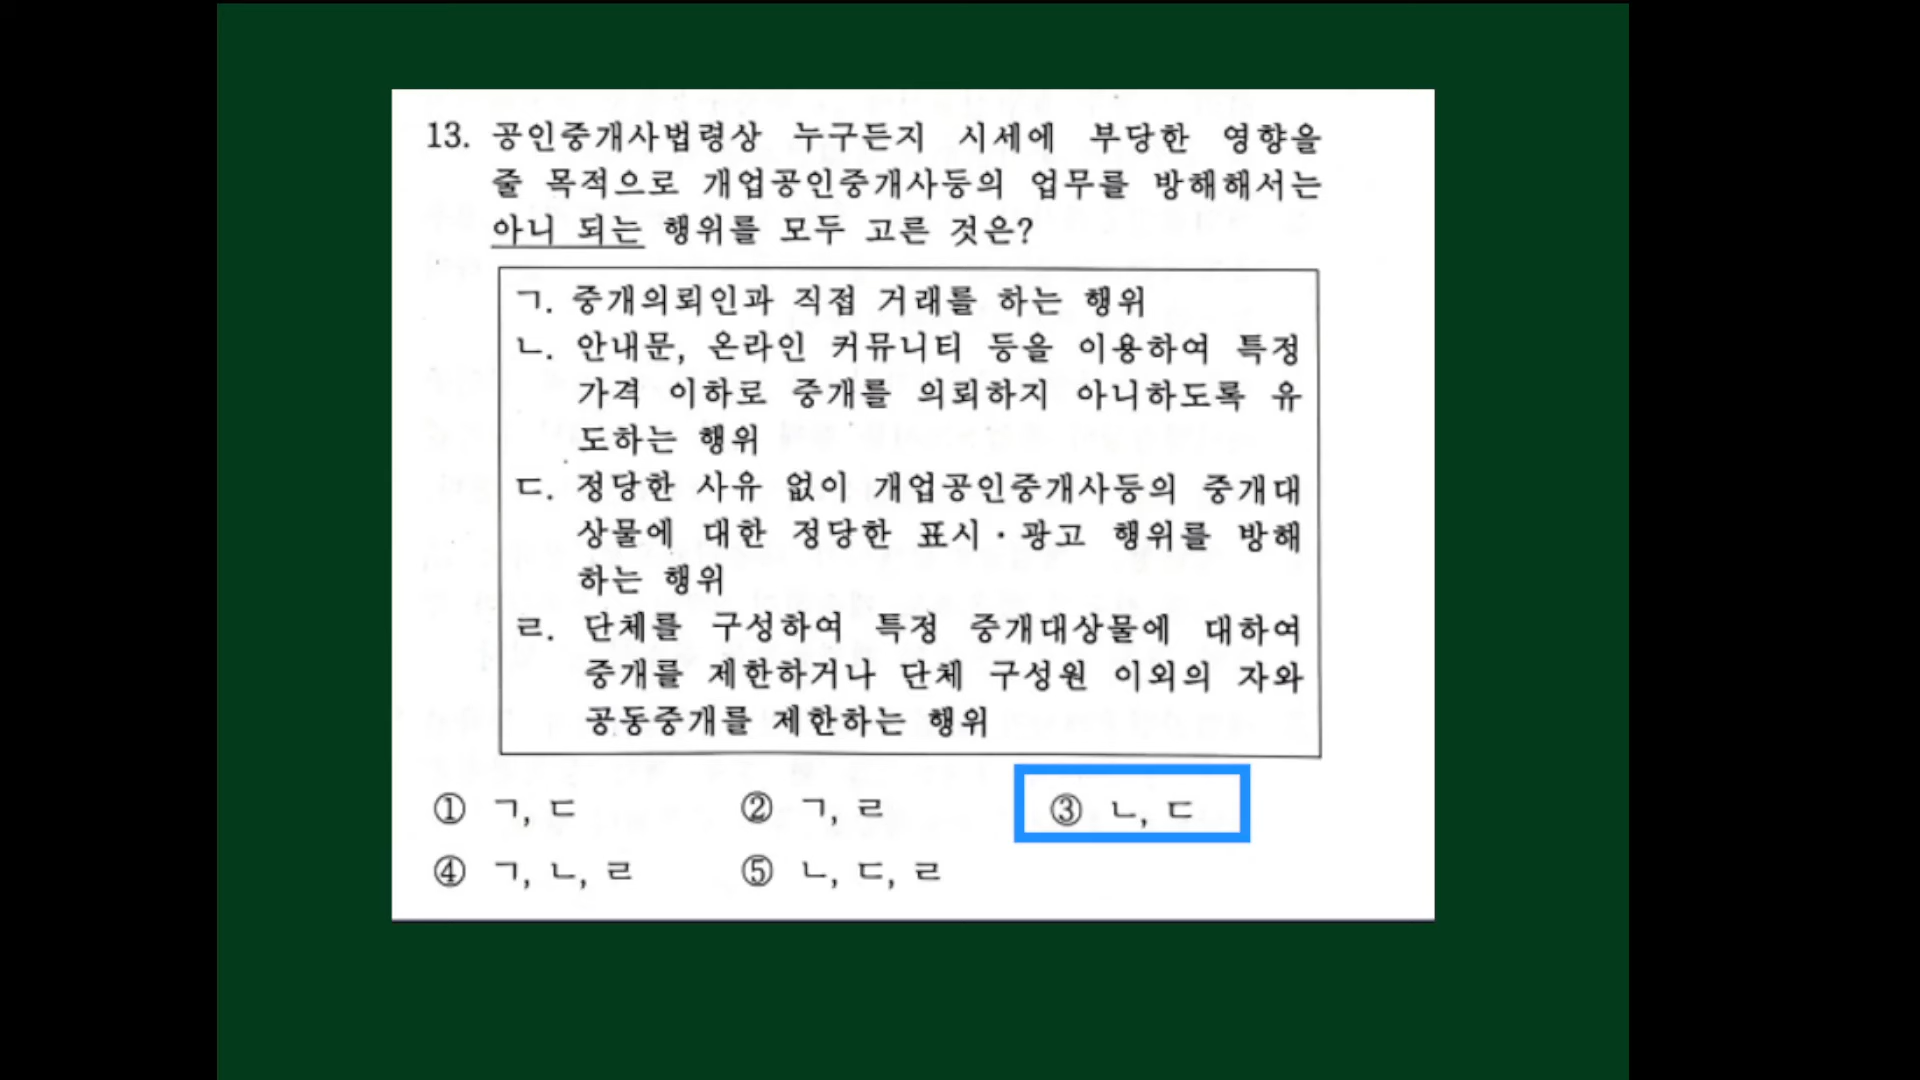 13. 공인중개사법령상 누구든지 시세에 부당한 영향을
줄 목적으로 개업공인중개사등의 업무를 방해해서는
아니 되는 행위를 모두 고른 것은?
ㄱ. 중개의뢰인과 직접 거래를 하는 행위
ㄴ. 안내문, 온라인 커뮤니티 등을 이용하여 특정
가격 이하로 중개를 의뢰하지 아니하도록 유
도하는 행위
ㄷ. 정당한 사유 없이 개업공인중개사등의 중개대
상물에 대한 정당한 표시·광고 행위를 방해
하는 행위
ㄹ. 단체를 구성하여 특정 중개대상물에 대하여
중개를 제한하거나 단체 구성원 이외의 자와
공동중개를 제한하는 행위
① ㄱ, ㄷ ② ㄱ, ㄹ ③ ㄴ, ㄷ
④ ㄱ, ㄴ, ㄹ ⑤ ㄴ, ㄷ, ㄹ